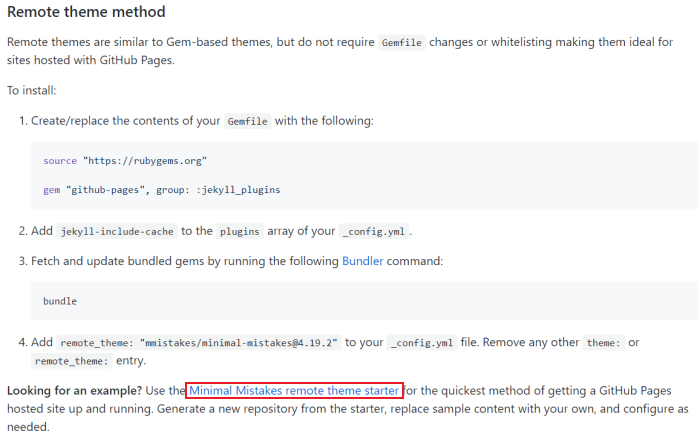 Remote theme method
Remote themes are similar to Gem-based themes, but do not require Gemfile changes or whitelisting making them ideal for
sites hosted with GitHub Pages.
To install:
1. Create/replace the contents of your Gemfile with the following:
source "https://rubygems.org"
gem "github-pages", group: :jekyll_plugins
2. Add jekyll-include-cache to the plugins array of your _config.yml.
3. Fetch and update bundled gems by running the following Bundler command:
bundle
4. Add remote_theme: "mmistakes/minimal-mistakes@4.19.2" to your _config.yml file. Remove any other theme: or
remote_theme: entry.
Looking for an example? Use the Minimal Mistakes remote theme starter for the quickest method of getting a GitHub Pages
hosted site up and running. Generate a new repository from the starter, replace sample content with your own, and configure as
needed.